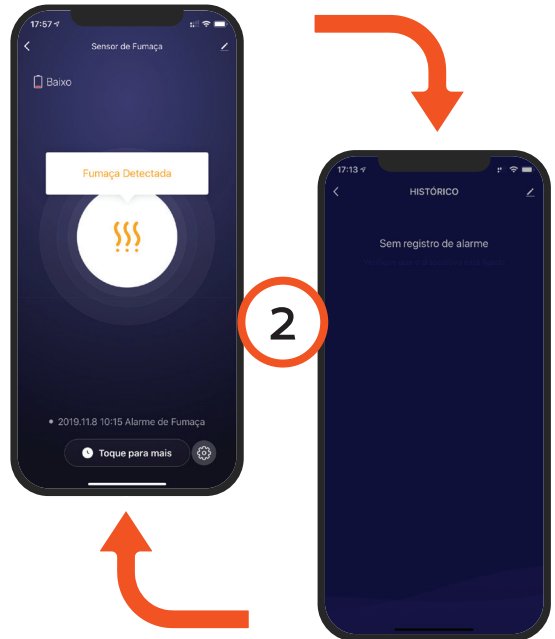 17:57
Sensor de Fumaça
Baixo
Fumaça Detectada
2019.11.8 10:15 Alarme de Fumaça
Toque para mais
2
17:13
HISTÓRICO
Sem registro de alarme